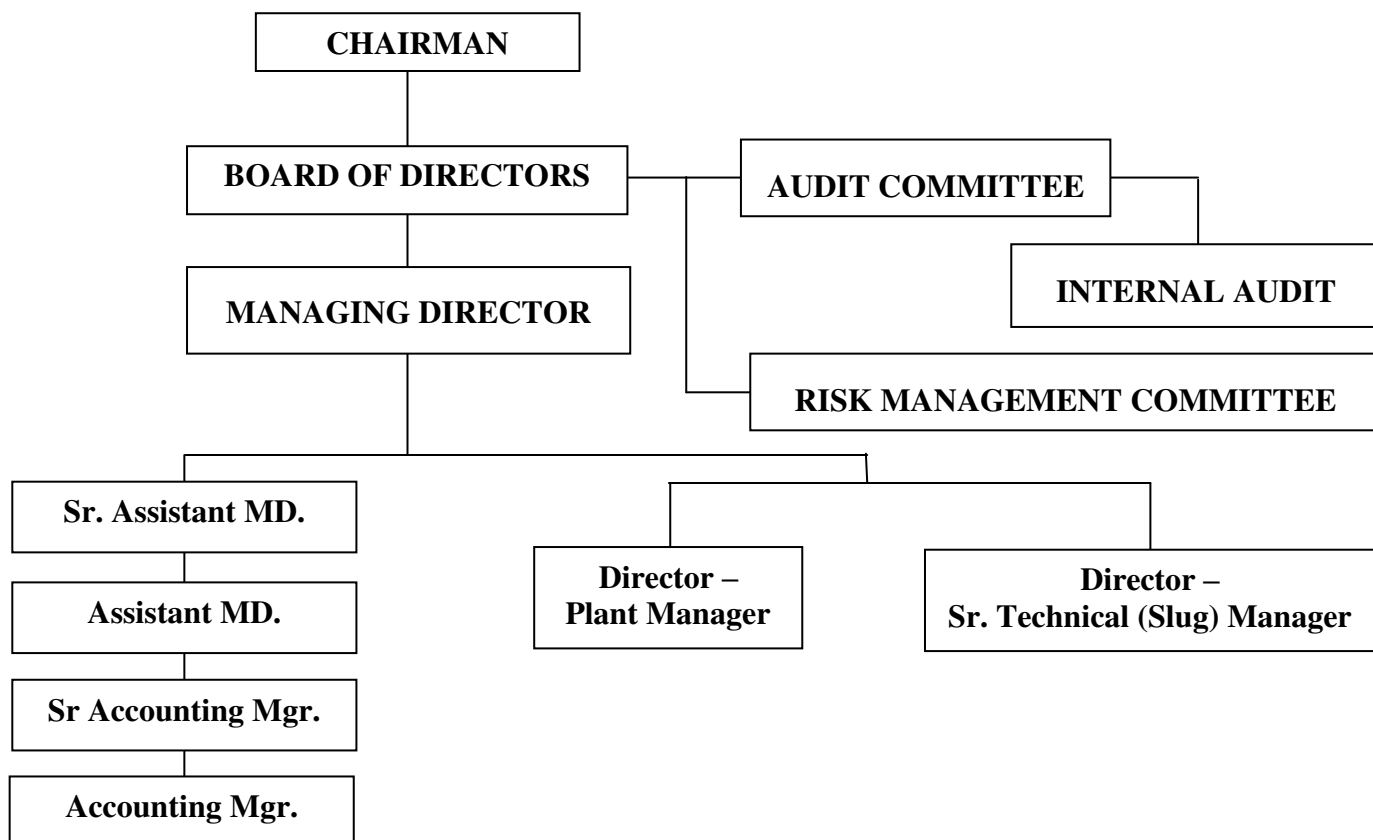 CHAIRMAN
BOARD OF DIRECTORS
AUDIT COMMITTEE
INTERNAL AUDIT
MANAGING DIRECTOR
RISK MANAGEMENT COMMITTEE
Sr. Assistant MD.
Assistant MD.
Sr Accounting Mgr.
Accounting Mgr.
Director –
Plant Manager
Director –
Sr. Technical (Slug) Manager